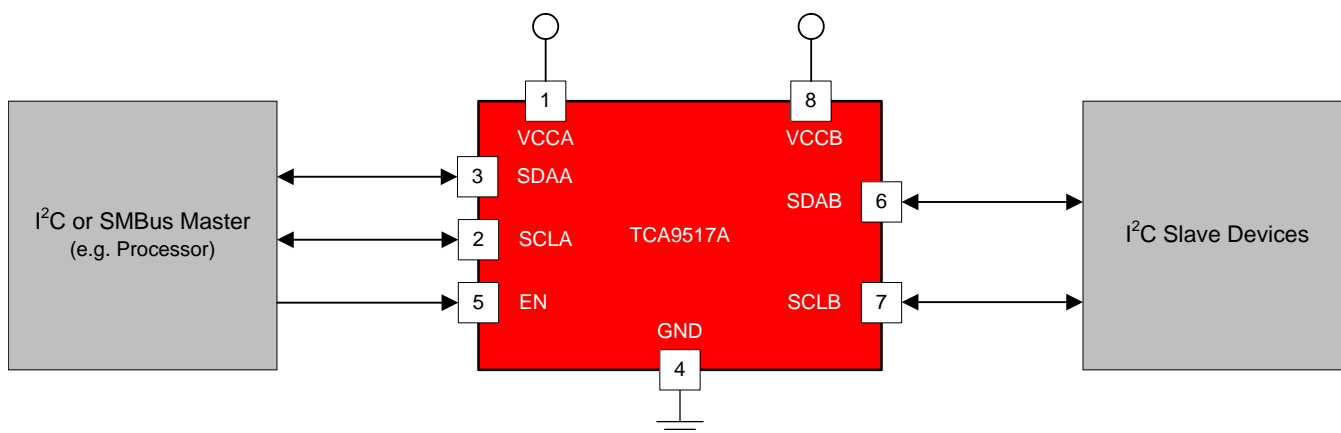 1
8
VCCA
VCCB
3
SDAA
SDAB
6
I²C or SMBus Master
(e.g. Processor)
2
SCLA
TCA9517A
I²C Slave Devices
5
EN
SCLB
7
GND
4